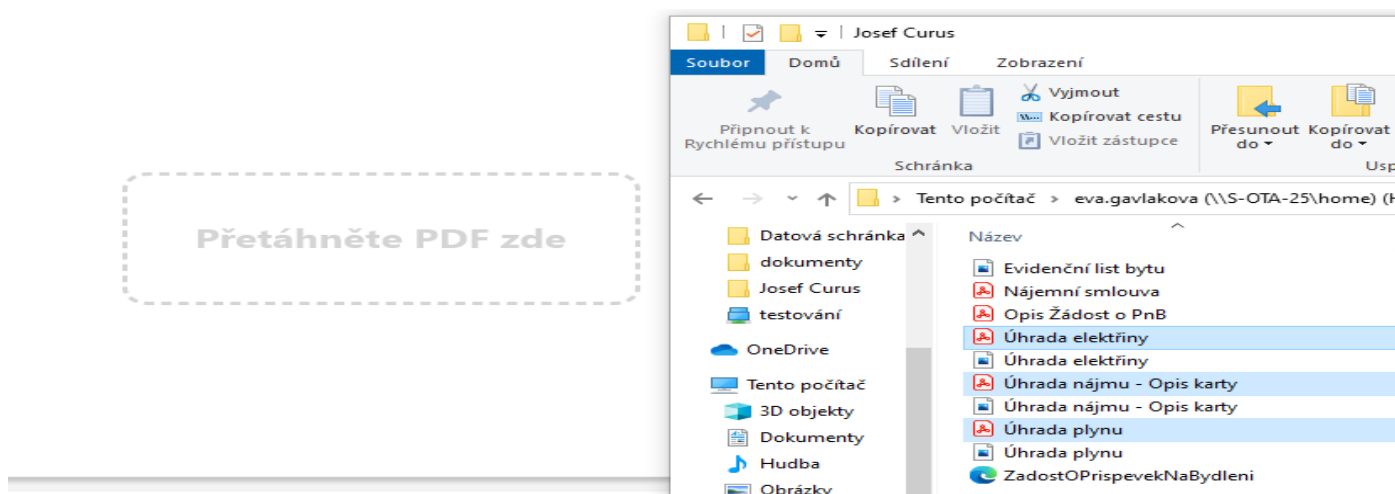 Přetáhněte PDF zde
Josef Curus
Soubor Domů Sdílení Zobrazení
Připnout k Rychlému přístupu
Kopírovat
Vložit
Vyjmout
Kopírovat cestu
Vložit zástupce
Přesunout do
Kopírovat do
Schránka
Usp
Tento počítač > eva.gavlakova (\\S-OTA-25\home) (H
Datová schránka
dokumenty
Josef Curus
testování
OneDrive
Tento počítač
3D objekty
Dokumenty
Hudba
Obrázky
Název
Evidenční list bytu
Nájemní smlouva
Opis Žádost o PnB
Úhrada elektřiny
Úhrada elektřiny
Úhrada nájmu - Opis karty
Úhrada nájmu - Opis karty
Úhrada plynu
Úhrada plynu
ZadostOPrispevekNaBydleni